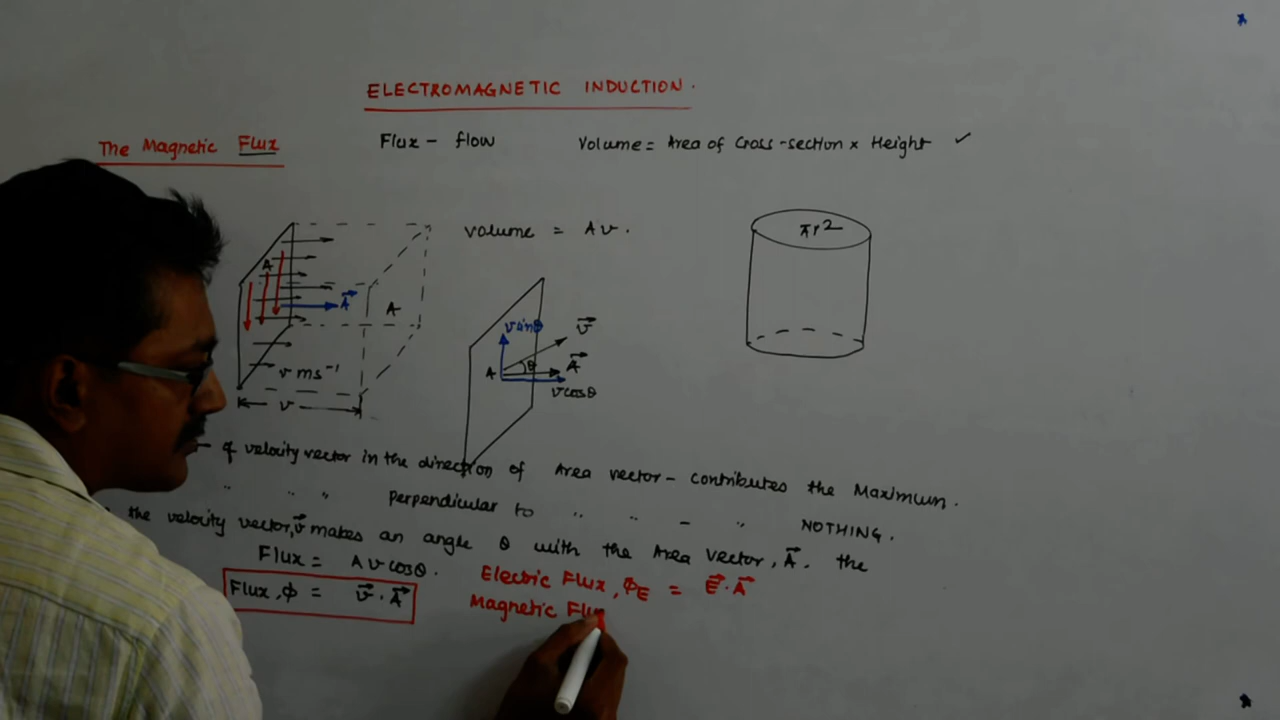 ELECTROMAGNETIC INDUCTION.
The Magnetic Flux
Flux - flow
Volume = Area of Cross-section x Height ✓
A
A⃗
A
v ms⁻¹
v
volume = Av.
v sinθ
v⃗
θ
A
A⃗
v cosθ
πr2
of velocity vector in the direction of Area vector - contributes the Maximum.
" " " Perpendicular to " " - " NOTHING.
the velocity vector, v⃗ makes an angle θ with the Area vector, A⃗. the
Flux = Av cosθ.
Flux, ϕ = v⃗ . A⃗
Electric Flux, ϕE = E⃗ . A⃗
Magnetic Flu